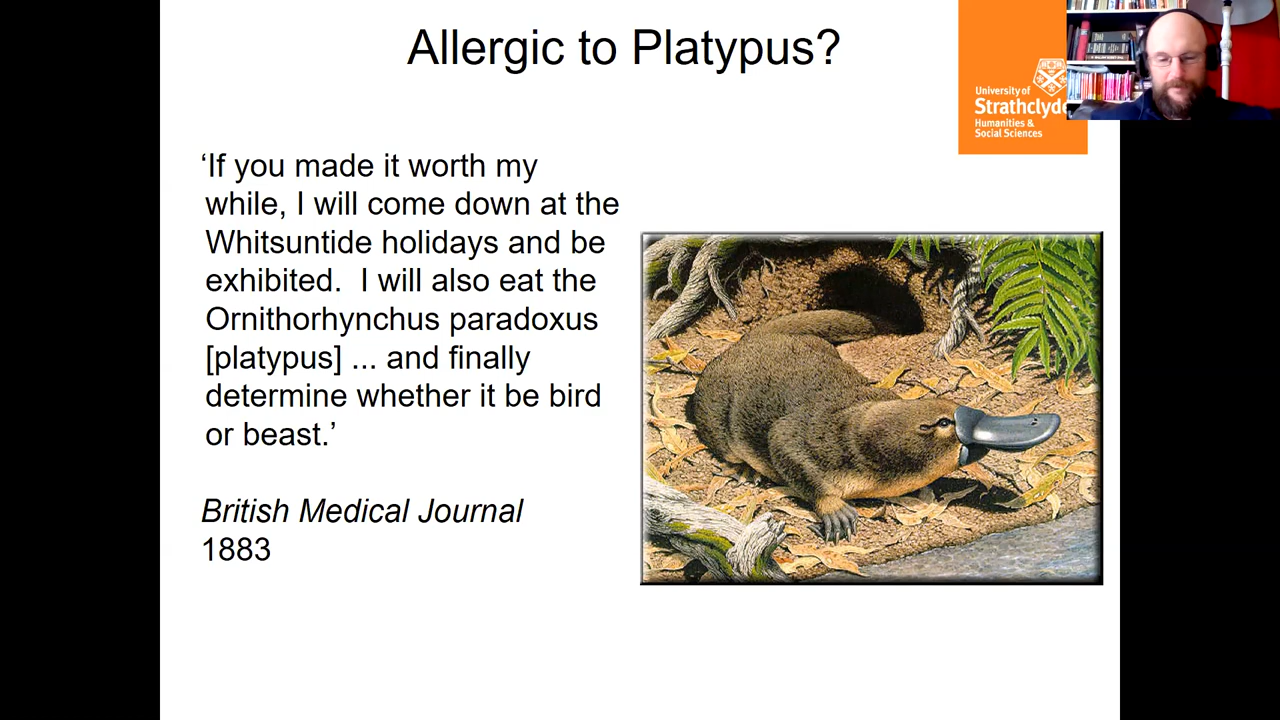 Allergic to Platypus?
University of
Strathclyde
Humanities &
Social Sciences
‘If you made it worth my
while, I will come down at the
Whitsuntide holidays and be
exhibited.  I will also eat the
Ornithorhynchus paradoxus
[platypus] ... and finally
determine whether it be bird
or beast.’
British Medical Journal
1883